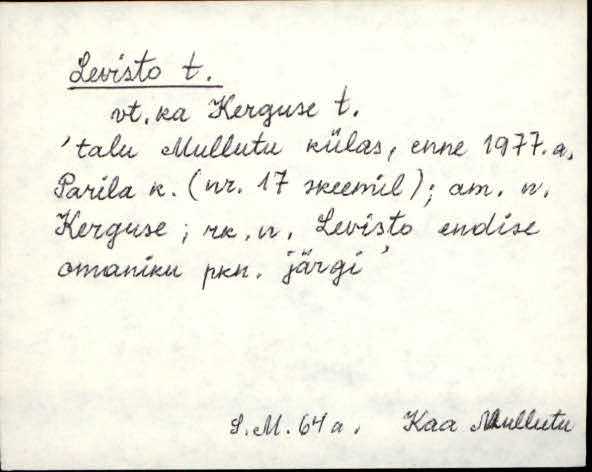 Levisto t.
vt. ka Kerguse t.
'talu Mullutu külas, enne 1977. a.
Parila k. (nr. 17 skeemil); am. n.
Kerguse; rk. n. Levisto endise
omaniku pkn. järgi'
S.M. 64 a. Kaa Mullutu